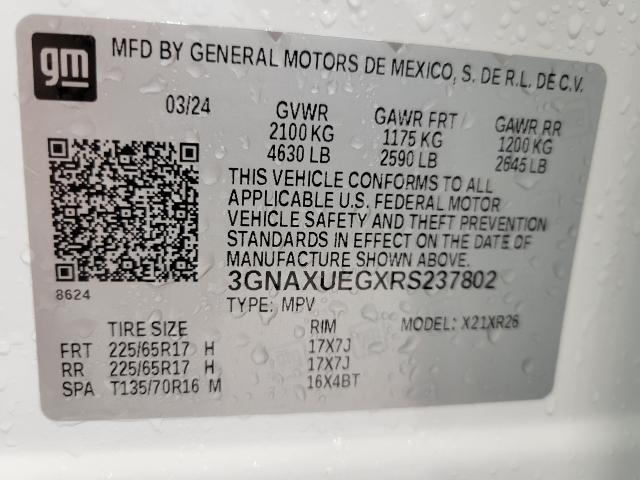 gm
MFD BY GENERAL MOTORS DE MEXICO, S. DE R.L. DE C.V.
03/24 GVWR GAWR FRT GAWR RR
2100 KG 1175 KG 1200 KG
4630 LB 2590 LB 2645 LB
THIS VEHICLE CONFORMS TO ALL
APPLICABLE U.S. FEDERAL MOTOR
VEHICLE SAFETY AND THEFT PREVENTION
STANDARDS IN EFFECT ON THE DATE OF
MANUFACTURE SHOWN ABOVE.
8624
3GNAXUEGXRS237802
TYPE: MPV
TIRE SIZE RIM MODEL: X21XR26
FRT 225/65R17 H 17X7J
RR 225/65R17 H 17X7J
SPA T135/70R16 M 16X4BT